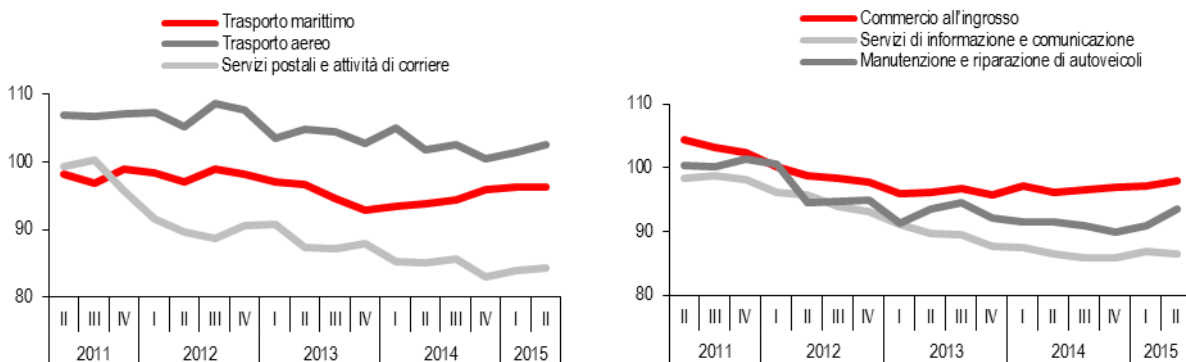 Trasporto marittimo
Trasporto aereo
Servizi postali e attività di corriere
110
100
90
80
II III IV I II III IV I II III IV I II III IV I II
2011 2012 2013 2014 2015
Commercio all'ingrosso
Servizi di informazione e comunicazione
Manutenzione e riparazione di autoveicoli
110
100
90
80
II III IV I II III IV I II III IV I II III IV I II
2011 2012 2013 2014 2015